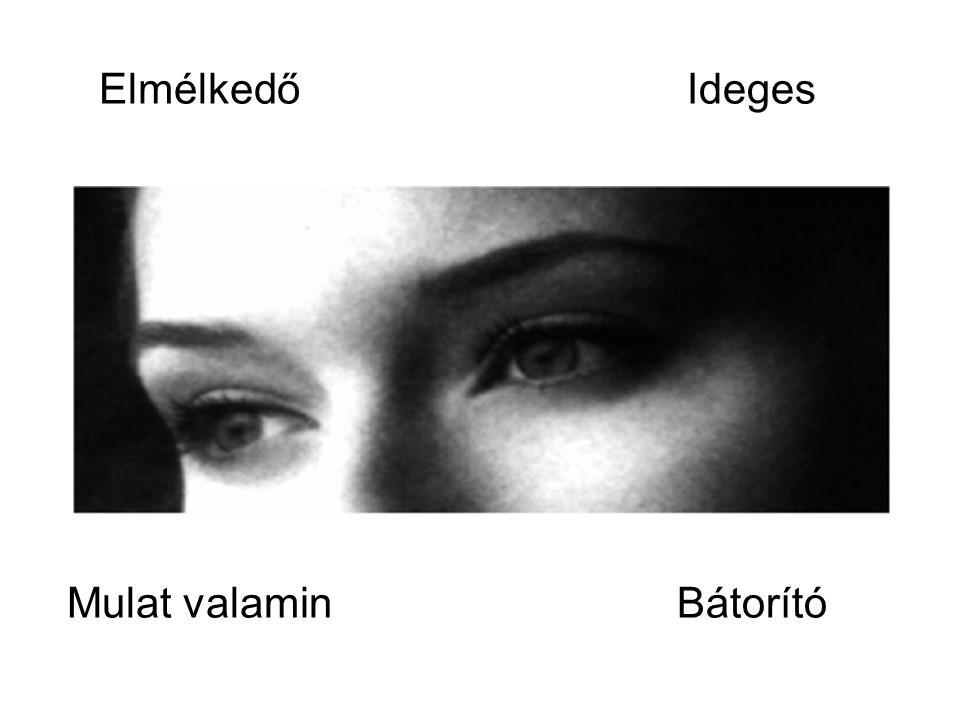 Elmélkedő
Ideges
Mulat valamin
Bátorító